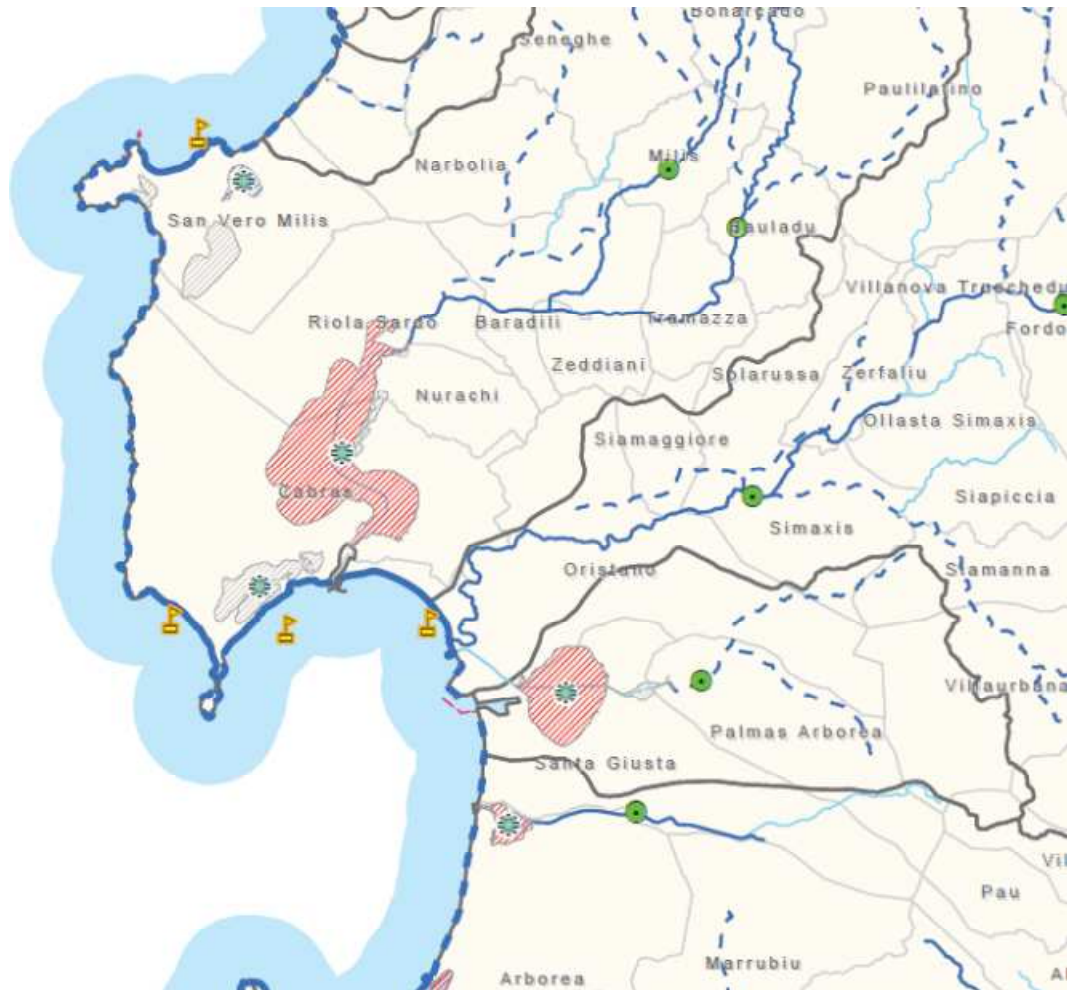 Bonarçado
Seneghe
Paulilatino
Milis
Narbolia
San Vero Milis
Bauladu
Villanova Truschedu
Riola Sardo
Baradili
Tramazza
Fordo
Zeddiani
Solarussa
Zerfaliu
Nurachi
Ollasta Simaxis
Siamaggiore
Cabras
Siapiccia
Simaxis
Oristano
Siamanna
Villaurbana
Palmas Arborea
Santa Giusta
Vil
Pau
Marrubiu
Arborea
Al